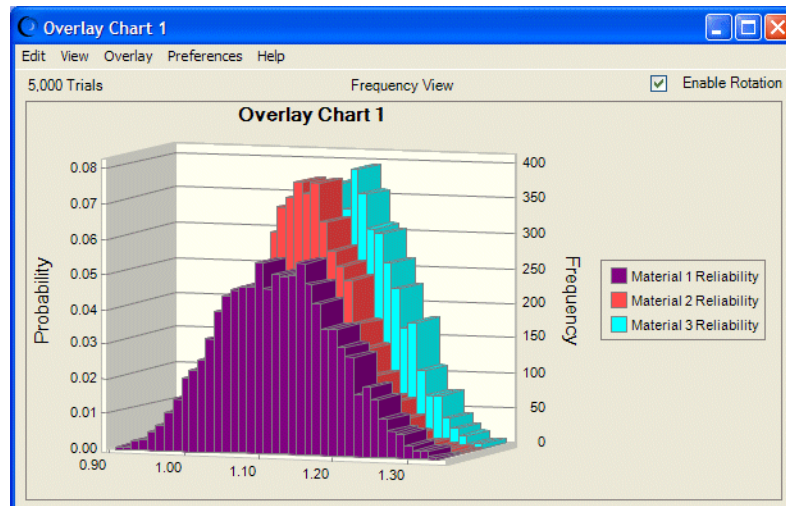 Overlay Chart 1
Edit View Overlay Preferences Help
5,000 Trials Frequency View Enable Rotation
Overlay Chart 1
0.08
0.07
0.06
0.05
0.04
0.03
0.02
0.01
0.00
Probability
0.90 1.00 1.10 1.20 1.30
400
350
300
250
200
150
100
50
0
Frequency
Material 1 Reliability
Material 2 Reliability
Material 3 Reliability